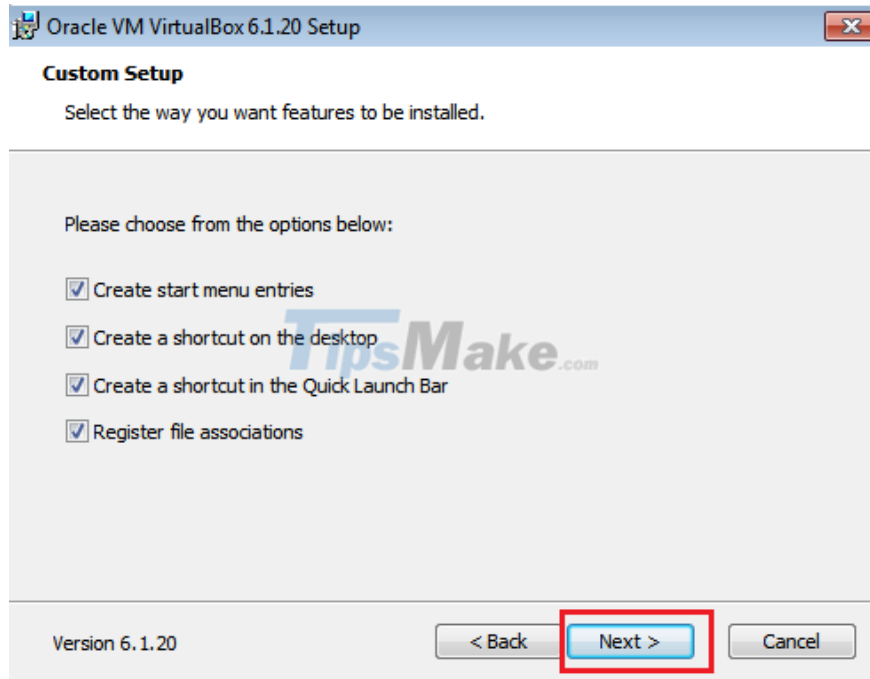 Oracle VM VirtualBox 6.1.20 Setup
Custom Setup
Select the way you want features to be installed.
Please choose from the options below:
Create start menu entries
Create a shortcut on the desktop
TipsMake.com
Create a shortcut in the Quick Launch Bar
Register file associations
Version 6.1.20
< Back Next > Cancel